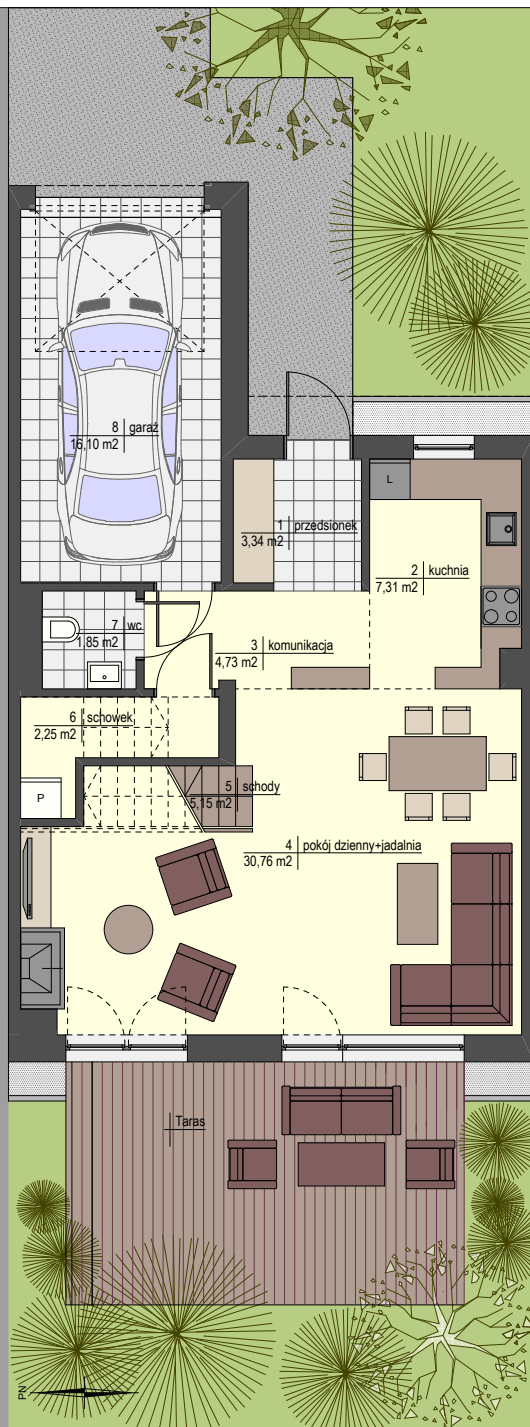 8 garaż
16,10 m2
L
1 przedsionek
3,34 m2
2 kuchnia
7,31 m2
7 wc
1,85 m2
3 komunikacja
4,73 m2
6 schowek
2,25 m2
P
5 schody
5,15 m2
4 pokój dzienny+jadalnia
30,76 m2
Taras
PN